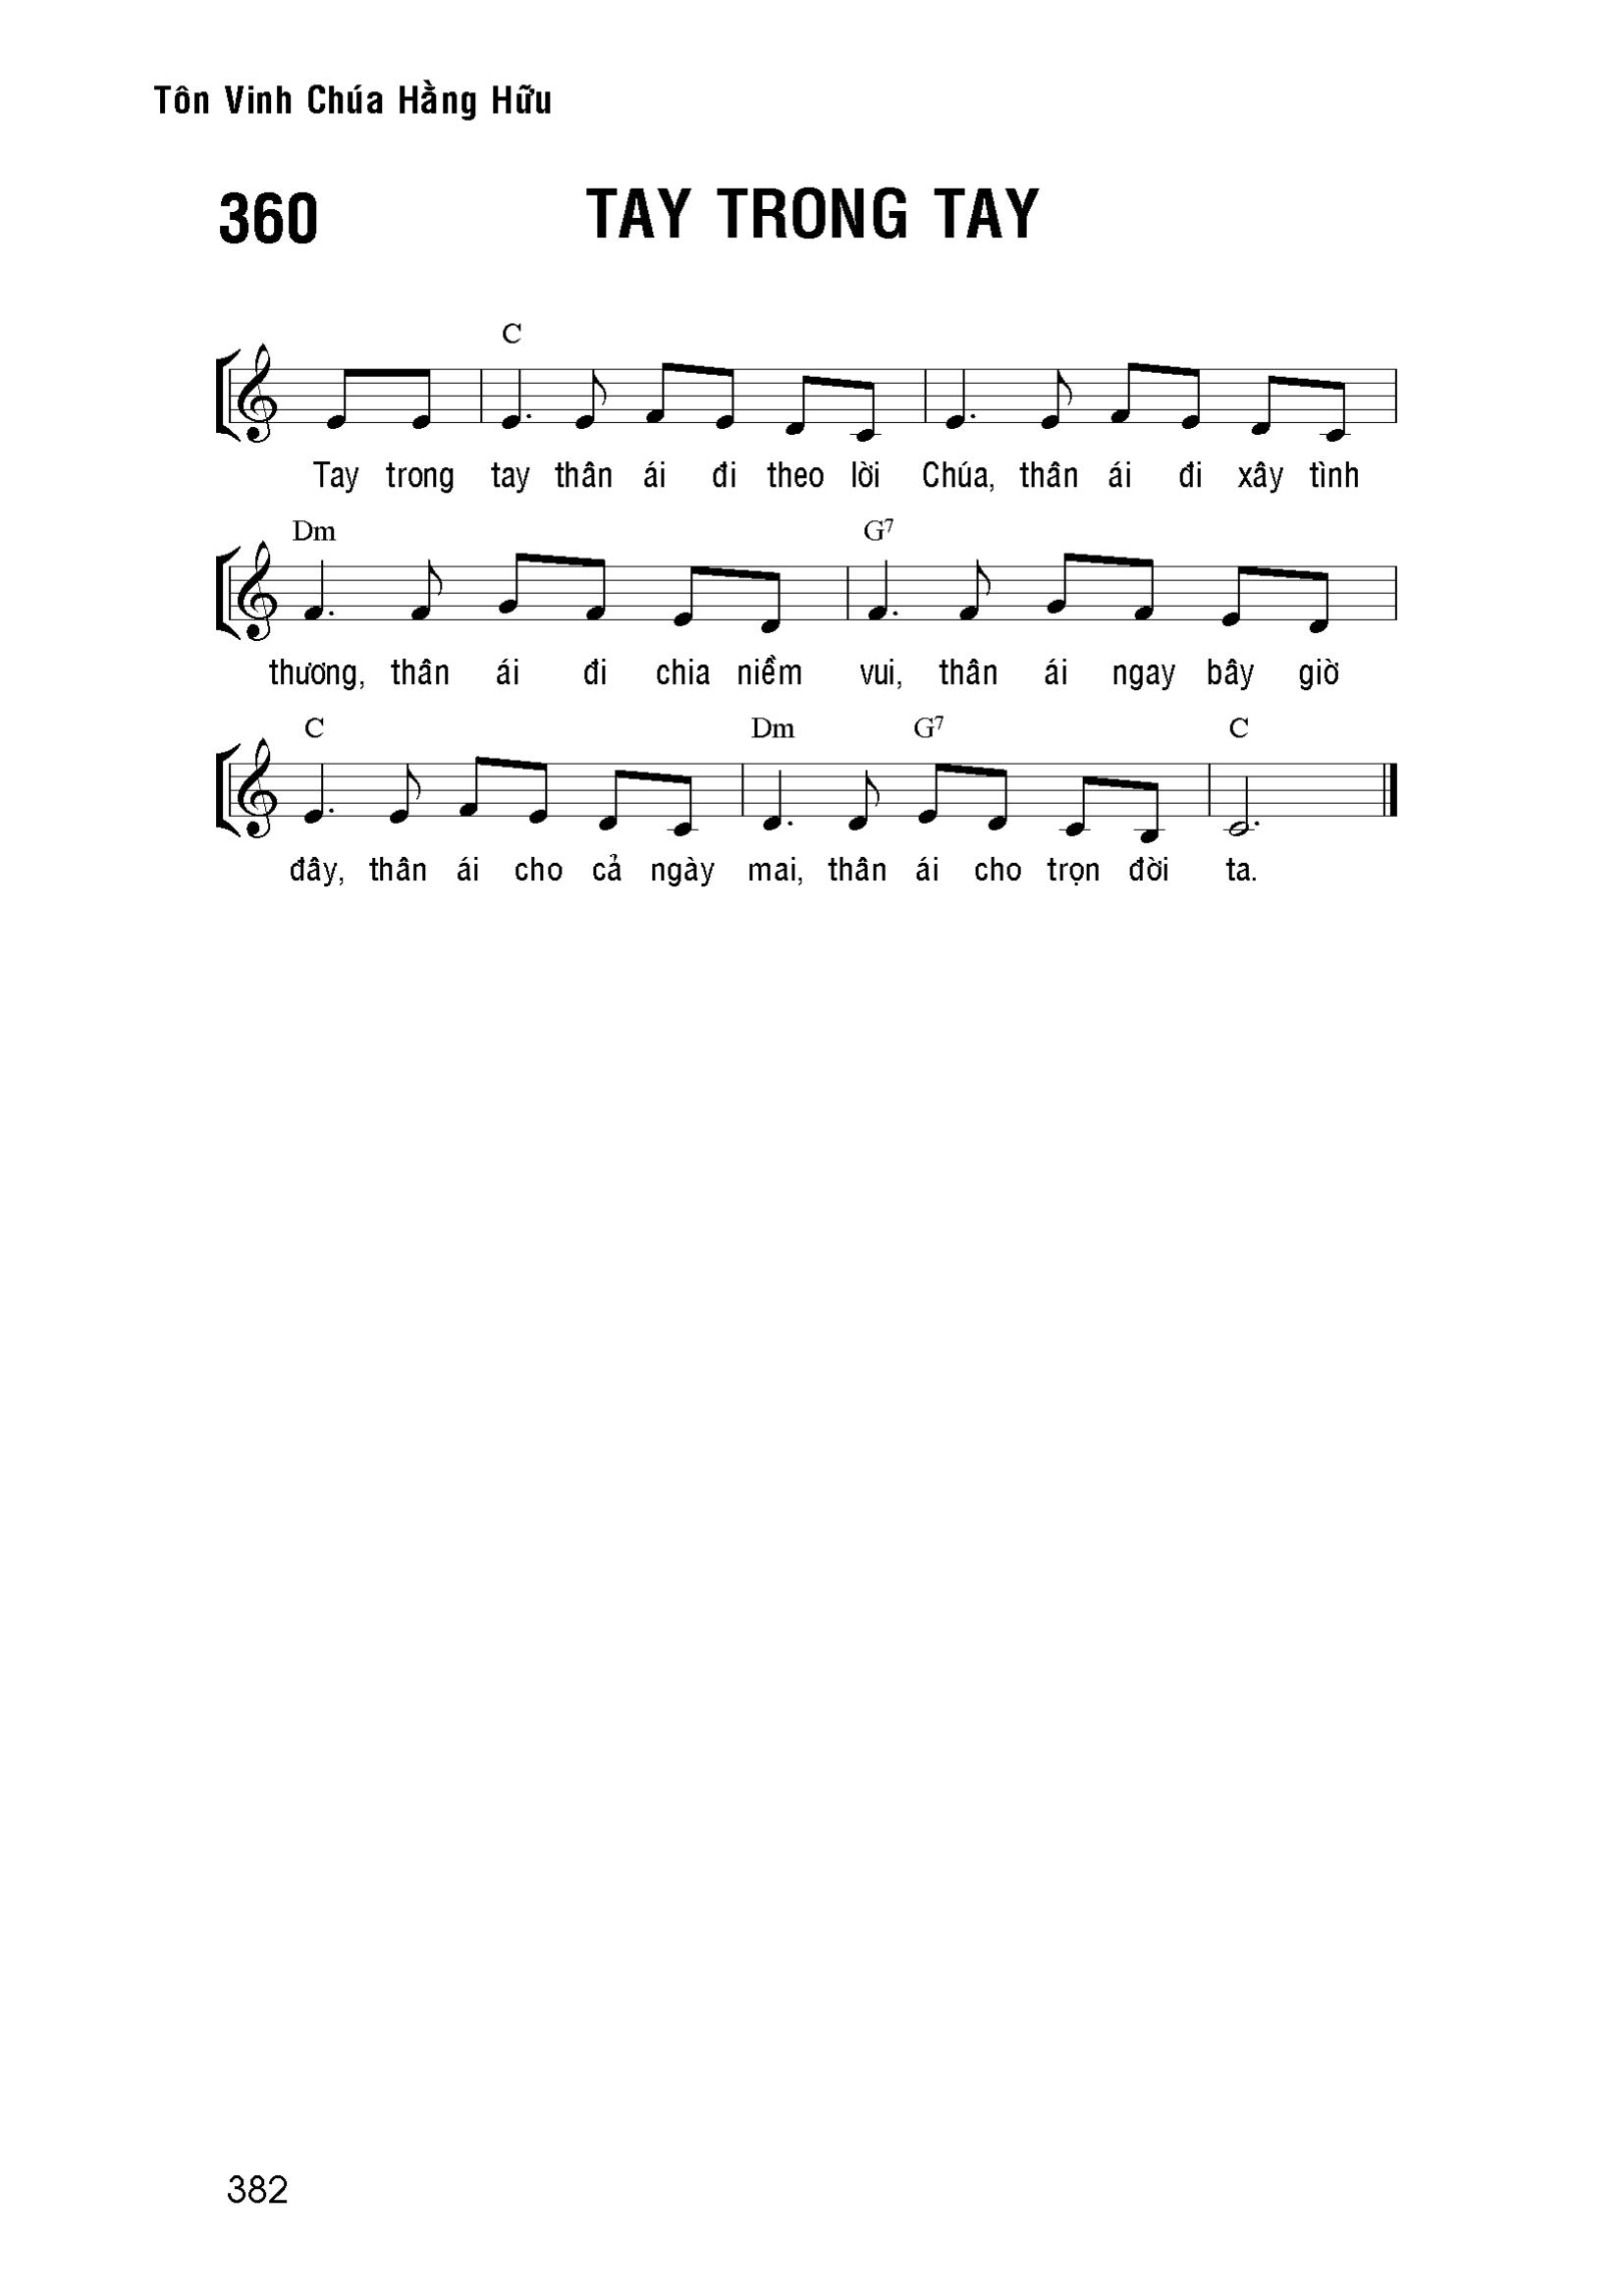 Tôn Vinh Chúa Hằng Hữu
360 TAY TRONG TAY
C
Tay trong tay thân ái đi theo lời Chúa, thân ái đi xây tình
Dm G7
thương, thân ái đi chia niềm vui, thân ái ngay bây giờ
C Dm G7 C
đây, thân ái cho cả ngày mai, thân ái cho trọn đời ta.
382